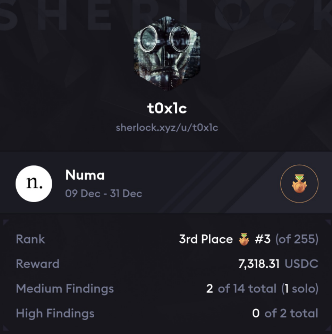 SHERLOCK
t0x1c
sherlock.xyz/u/t0x1c
n.
Numa
09 Dec - 31 Dec
Rank 3rd Place #3 (of 255)
Reward 7,318.31 USDC
Medium Findings 2 of 14 total (1 solo)
High Findings 0 of 2 total